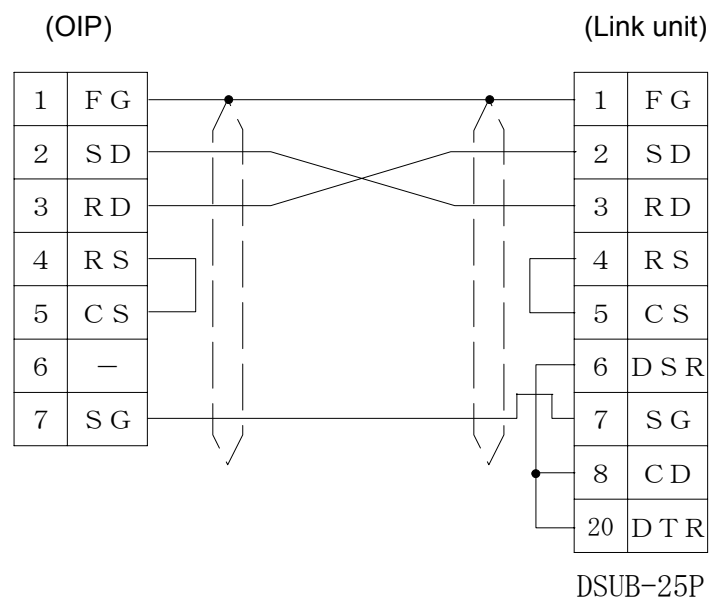 (OIP) (Link unit)
1 FG 1 FG
2 SD 2 SD
3 RD 3 RD
4 RS 4 RS
5 CS 5 CS
6 － 6 DSR
7 SG 7 SG
8 CD
20 DTR
DSUB-25P